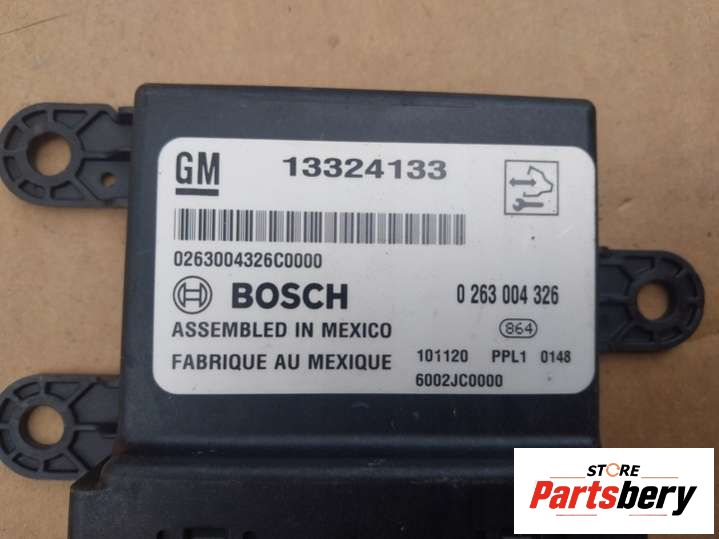 GM 13324133
0263004326C0000
BOSCH 0 263 004 326
ASSEMBLED IN MEXICO 864
FABRIQUE AU MEXIQUE 101120 PPL1 0148
6002JC0000
STORE
Partsbery